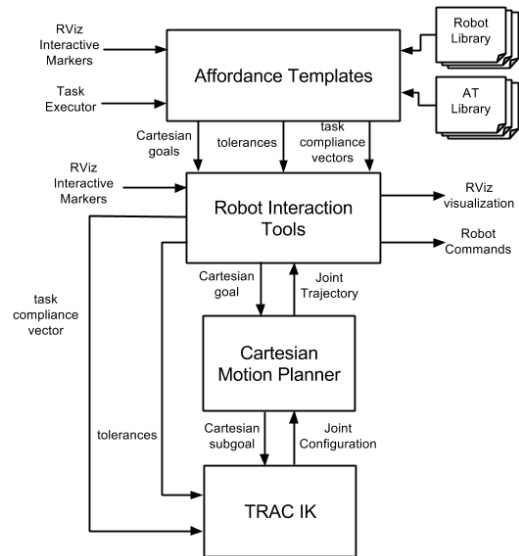 RViz
Interactive
Markers
Robot
Library
Affordance Templates
Task
Executor
AT
Library
Cartesian
goals
tolerances
task
compliance
vectors
RViz
Interactive
Markers
Robot Interaction
Tools
RViz
visualization
Robot
Commands
Cartesian
goal
Joint
Trajectory
task
compliance
vector
Cartesian
Motion Planner
tolerances
Cartesian
subgoal
Joint
Configuration
TRAC IK